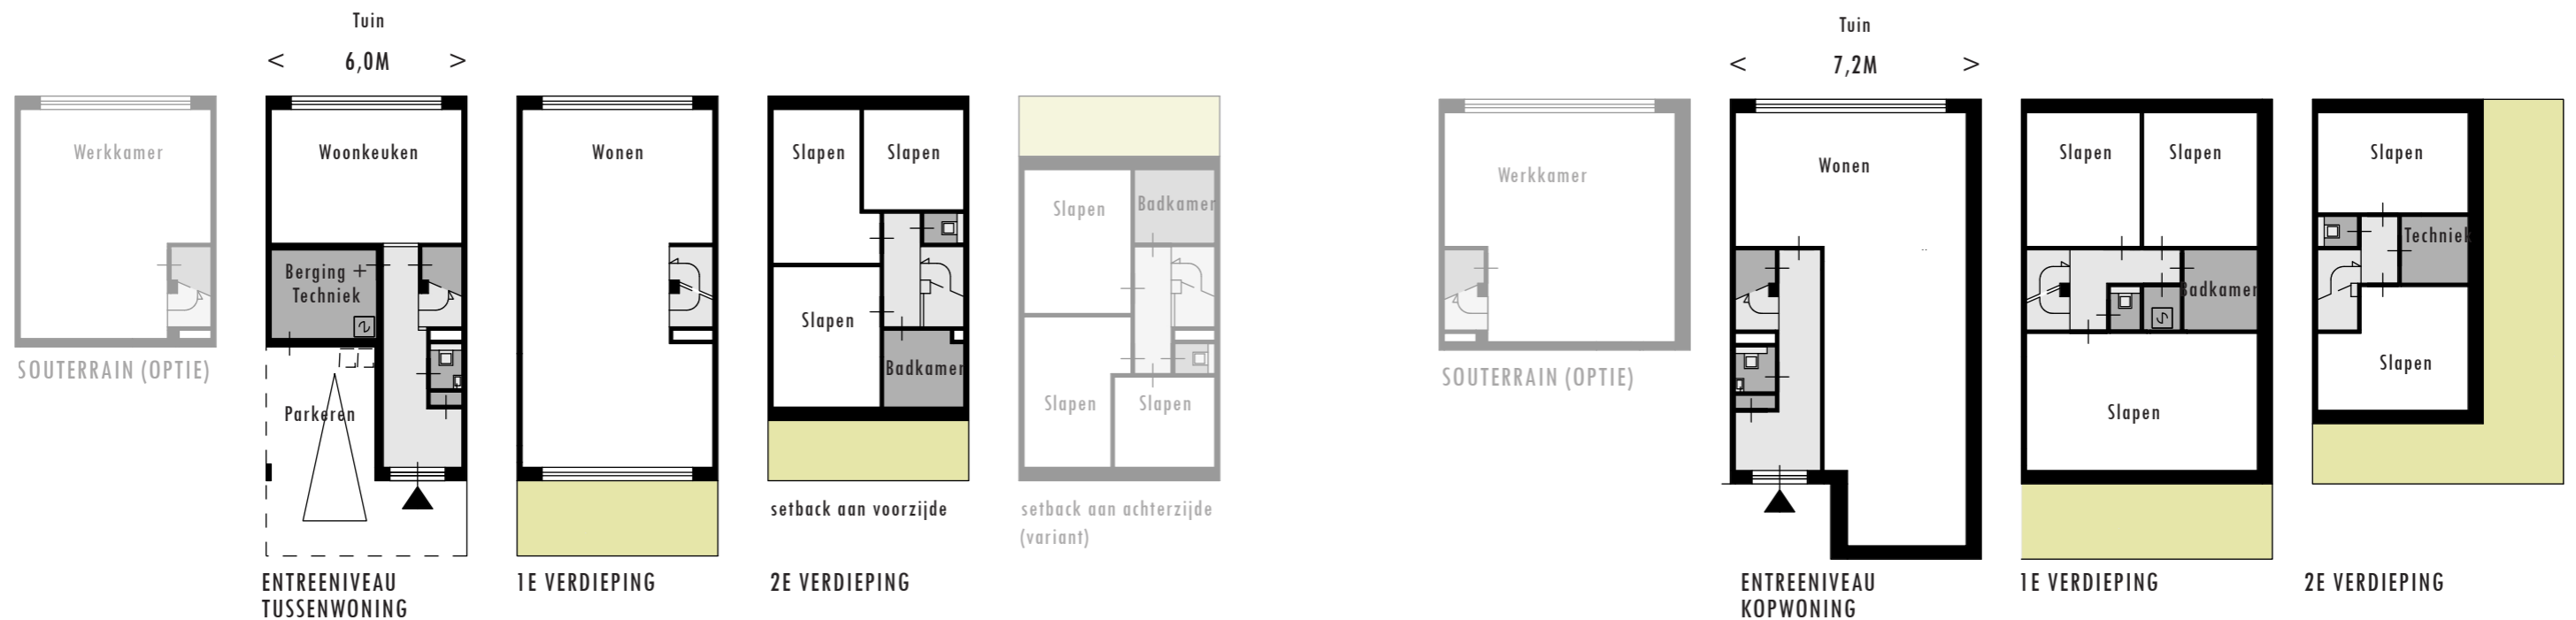 Tuin
< 6,0M >
Werkkamer
SOUTERRAIN (OPTIE)
Woonkeuken
Berging +
Techniek
Parkeren
ENTREENIVEAU
TUSSENWONING
Wonen
1E VERDIEPING
Slapen Slapen
Slapen
Badkamer
setback aan voorzijde
2E VERDIEPING
Slapen Badkamer
Slapen Slapen
setback aan achterzijde
(variant)
Tuin
< 7,2M >
Werkkamer
SOUTERRAIN (OPTIE)
Wonen
ENTREENIVEAU
KOPWONING
Slapen Slapen
Badkamer
Slapen
1E VERDIEPING
Slapen
Techniek
Slapen
2E VERDIEPING